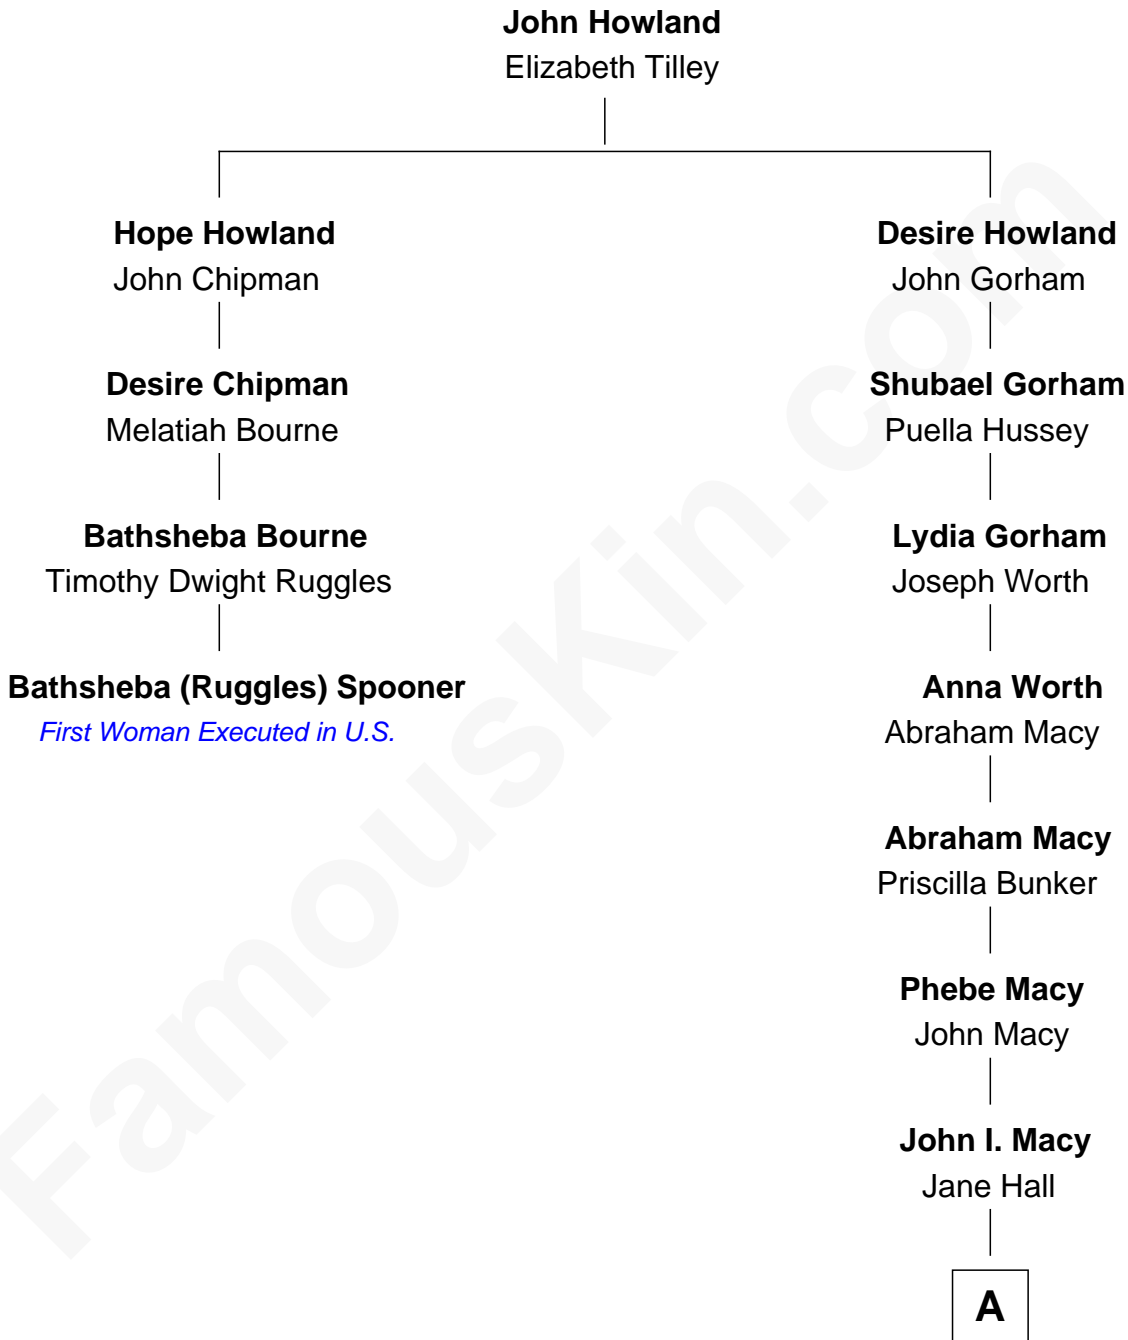 John Howland
Elizabeth Tilley
Hope Howland
John Chipman
Desire Howland
John Gorham
Desire Chipman
Melatiah Bourne
Shubael Gorham
Puella Hussey
Bathsheba Bourne
Timothy Dwight Ruggles
Lydia Gorham
Joseph Worth
Bathsheba (Ruggles) Spooner
First Woman Executed in U.S.
Anna Worth
Abraham Macy
Abraham Macy
Priscilla Bunker
Phebe Macy
John Macy
John I. Macy
Jane Hall
A
FamousKin.com